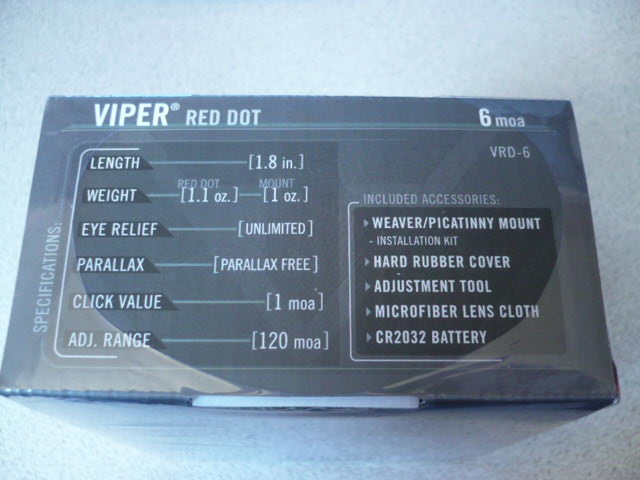 VIPER® RED DOT
6 moa
VRD-6
SPECIFICATIONS:
LENGTH [1.8 in.]
RED DOT MOUNT
WEIGHT [1.1 oz.] [1 oz.]
EYE RELIEF [UNLIMITED]
PARALLAX [PARALLAX FREE]
CLICK VALUE [1 moa]
ADJ. RANGE [120 moa]
INCLUDED ACCESSORIES:
WEAVER/PICATINNY MOUNT
- INSTALLATION KIT
HARD RUBBER COVER
ADJUSTMENT TOOL
MICROFIBER LENS CLOTH
CR2032 BATTERY